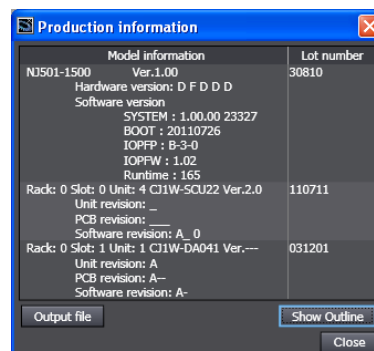 Production information
Model information Lot number
NJ501-1500 Ver.1.00 30810
Hardware version: D F D D D
Software version
SYSTEM : 1.00.00 23327
BOOT : 20110726
IOPFP : B-3-0
IOPFW : 1.02
Runtime : 165
Rack: 0 Slot: 0 Unit: 4 CJ1W-SCU22 Ver.2.0 110711
Unit revision: _
PCB revision: ___
Software revision: A_ 0
Rack: 0 Slot: 1 Unit: 1 CJ1W-DA041 Ver.--- 031201
Unit revision: A
PCB revision: A--
Software revision: A-
Output file Show Outline
Close